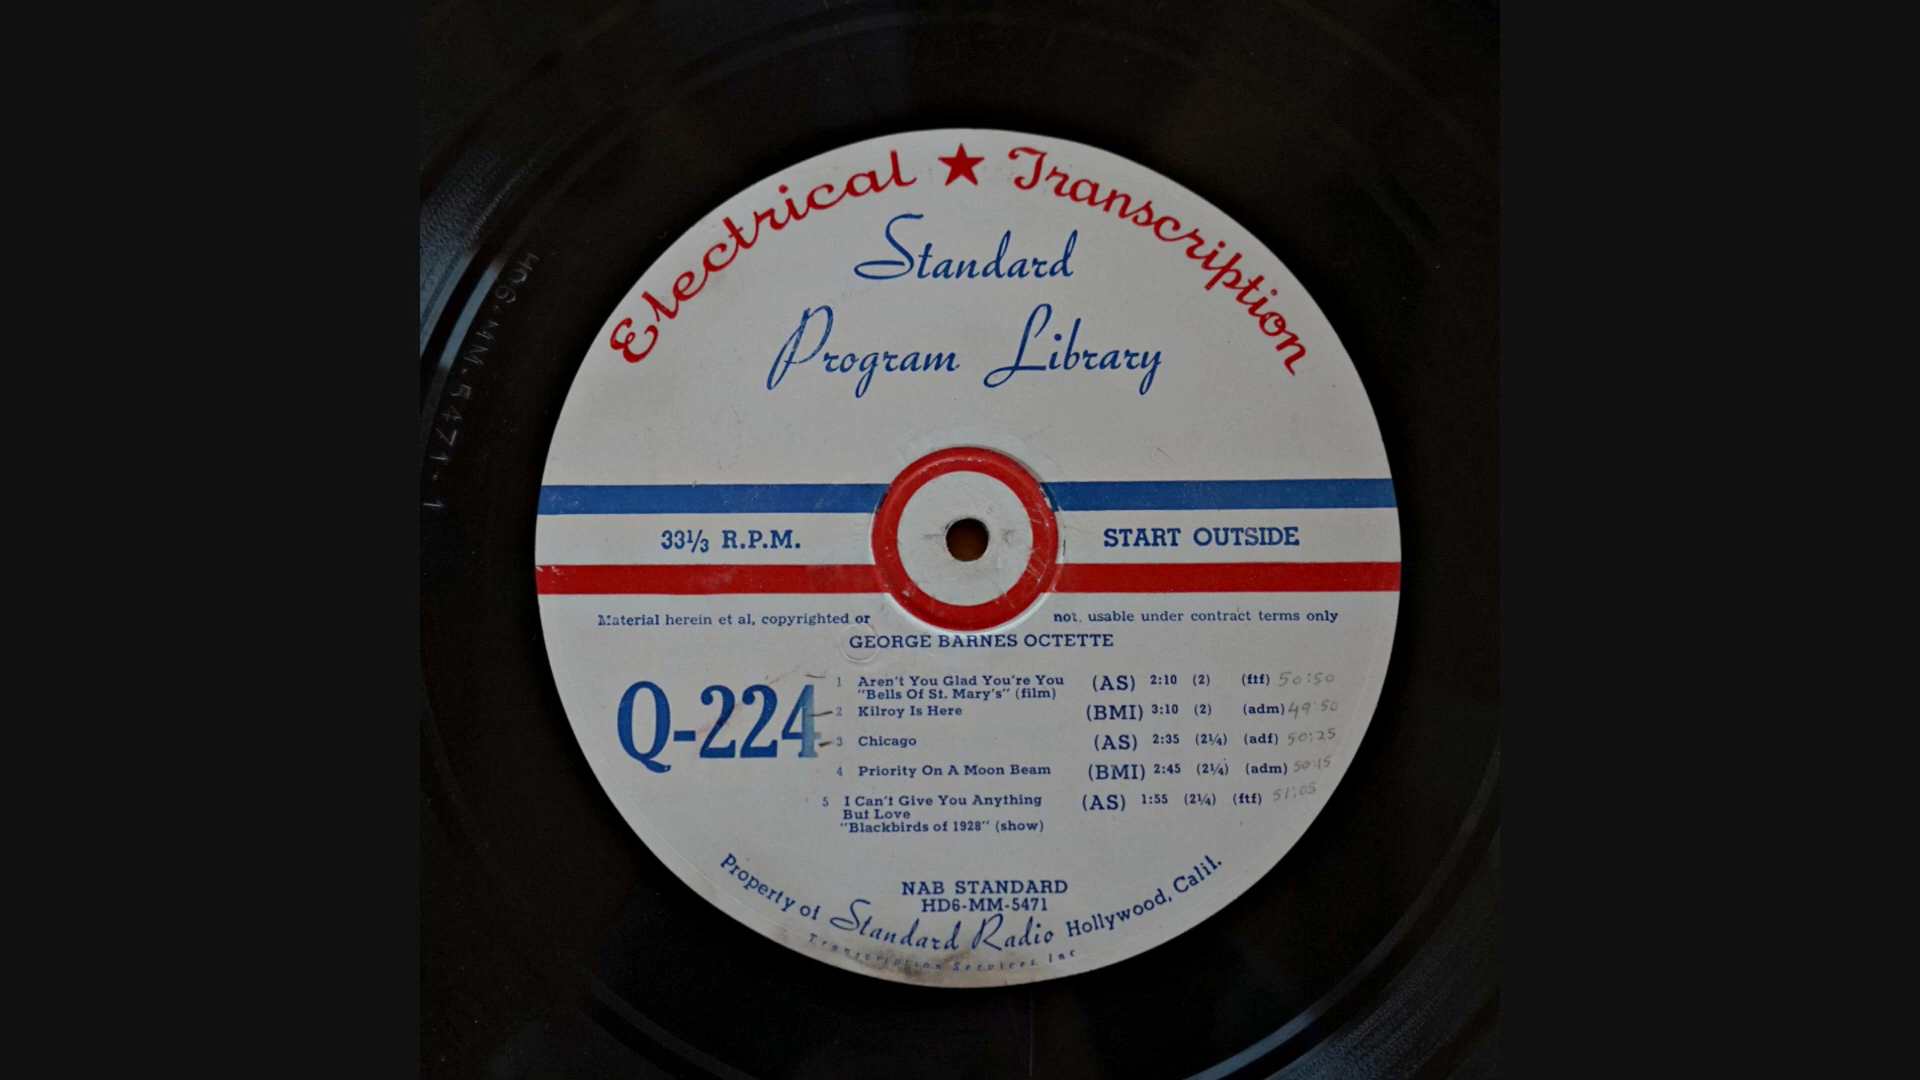 Electrical ★ Transcription
Standard
Program Library
33⅓ R.P.M. START OUTSIDE
Material herein et al, copyrighted or not, usable under contract terms only
GEORGE BARNES OCTETTE
Q-224
1 Aren't You Glad You're You (AS) 2:10 (2) (ftf) 50:50
"Bells Of St. Mary's" (film)
2 Kilroy Is Here (BMI) 3:10 (2) (adm) 49:50
3 Chicago (AS) 2:35 (2¼) (adf) 50:25
4 Priority On A Moon Beam (BMI) 2:45 (2¼) (adm) 50:15
5 I Can't Give You Anything (AS) 1:55 (2¼) (ftf) 51:05
But Love
"Blackbirds of 1928" (show)
NAB STANDARD
HD6-MM-5471
Property of Standard Radio Hollywood, Calif.
Transcription Services, Inc
HD6-MM-5471-1